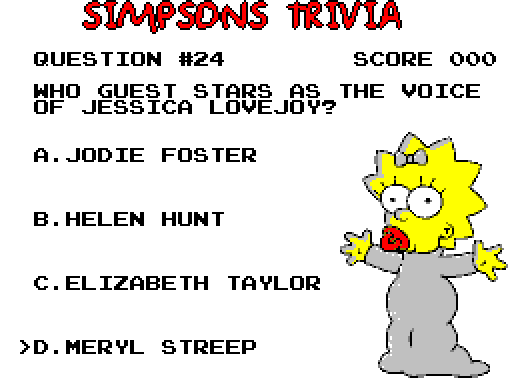 SIMPSONS TRIVIA
QUESTION #24 SCORE 000
WHO GUEST STARS AS THE VOICE
OF JESSICA LOVEJOY?
A.JODIE FOSTER
B.HELEN HUNT
C.ELIZABETH TAYLOR
>D.MERYL STREEP